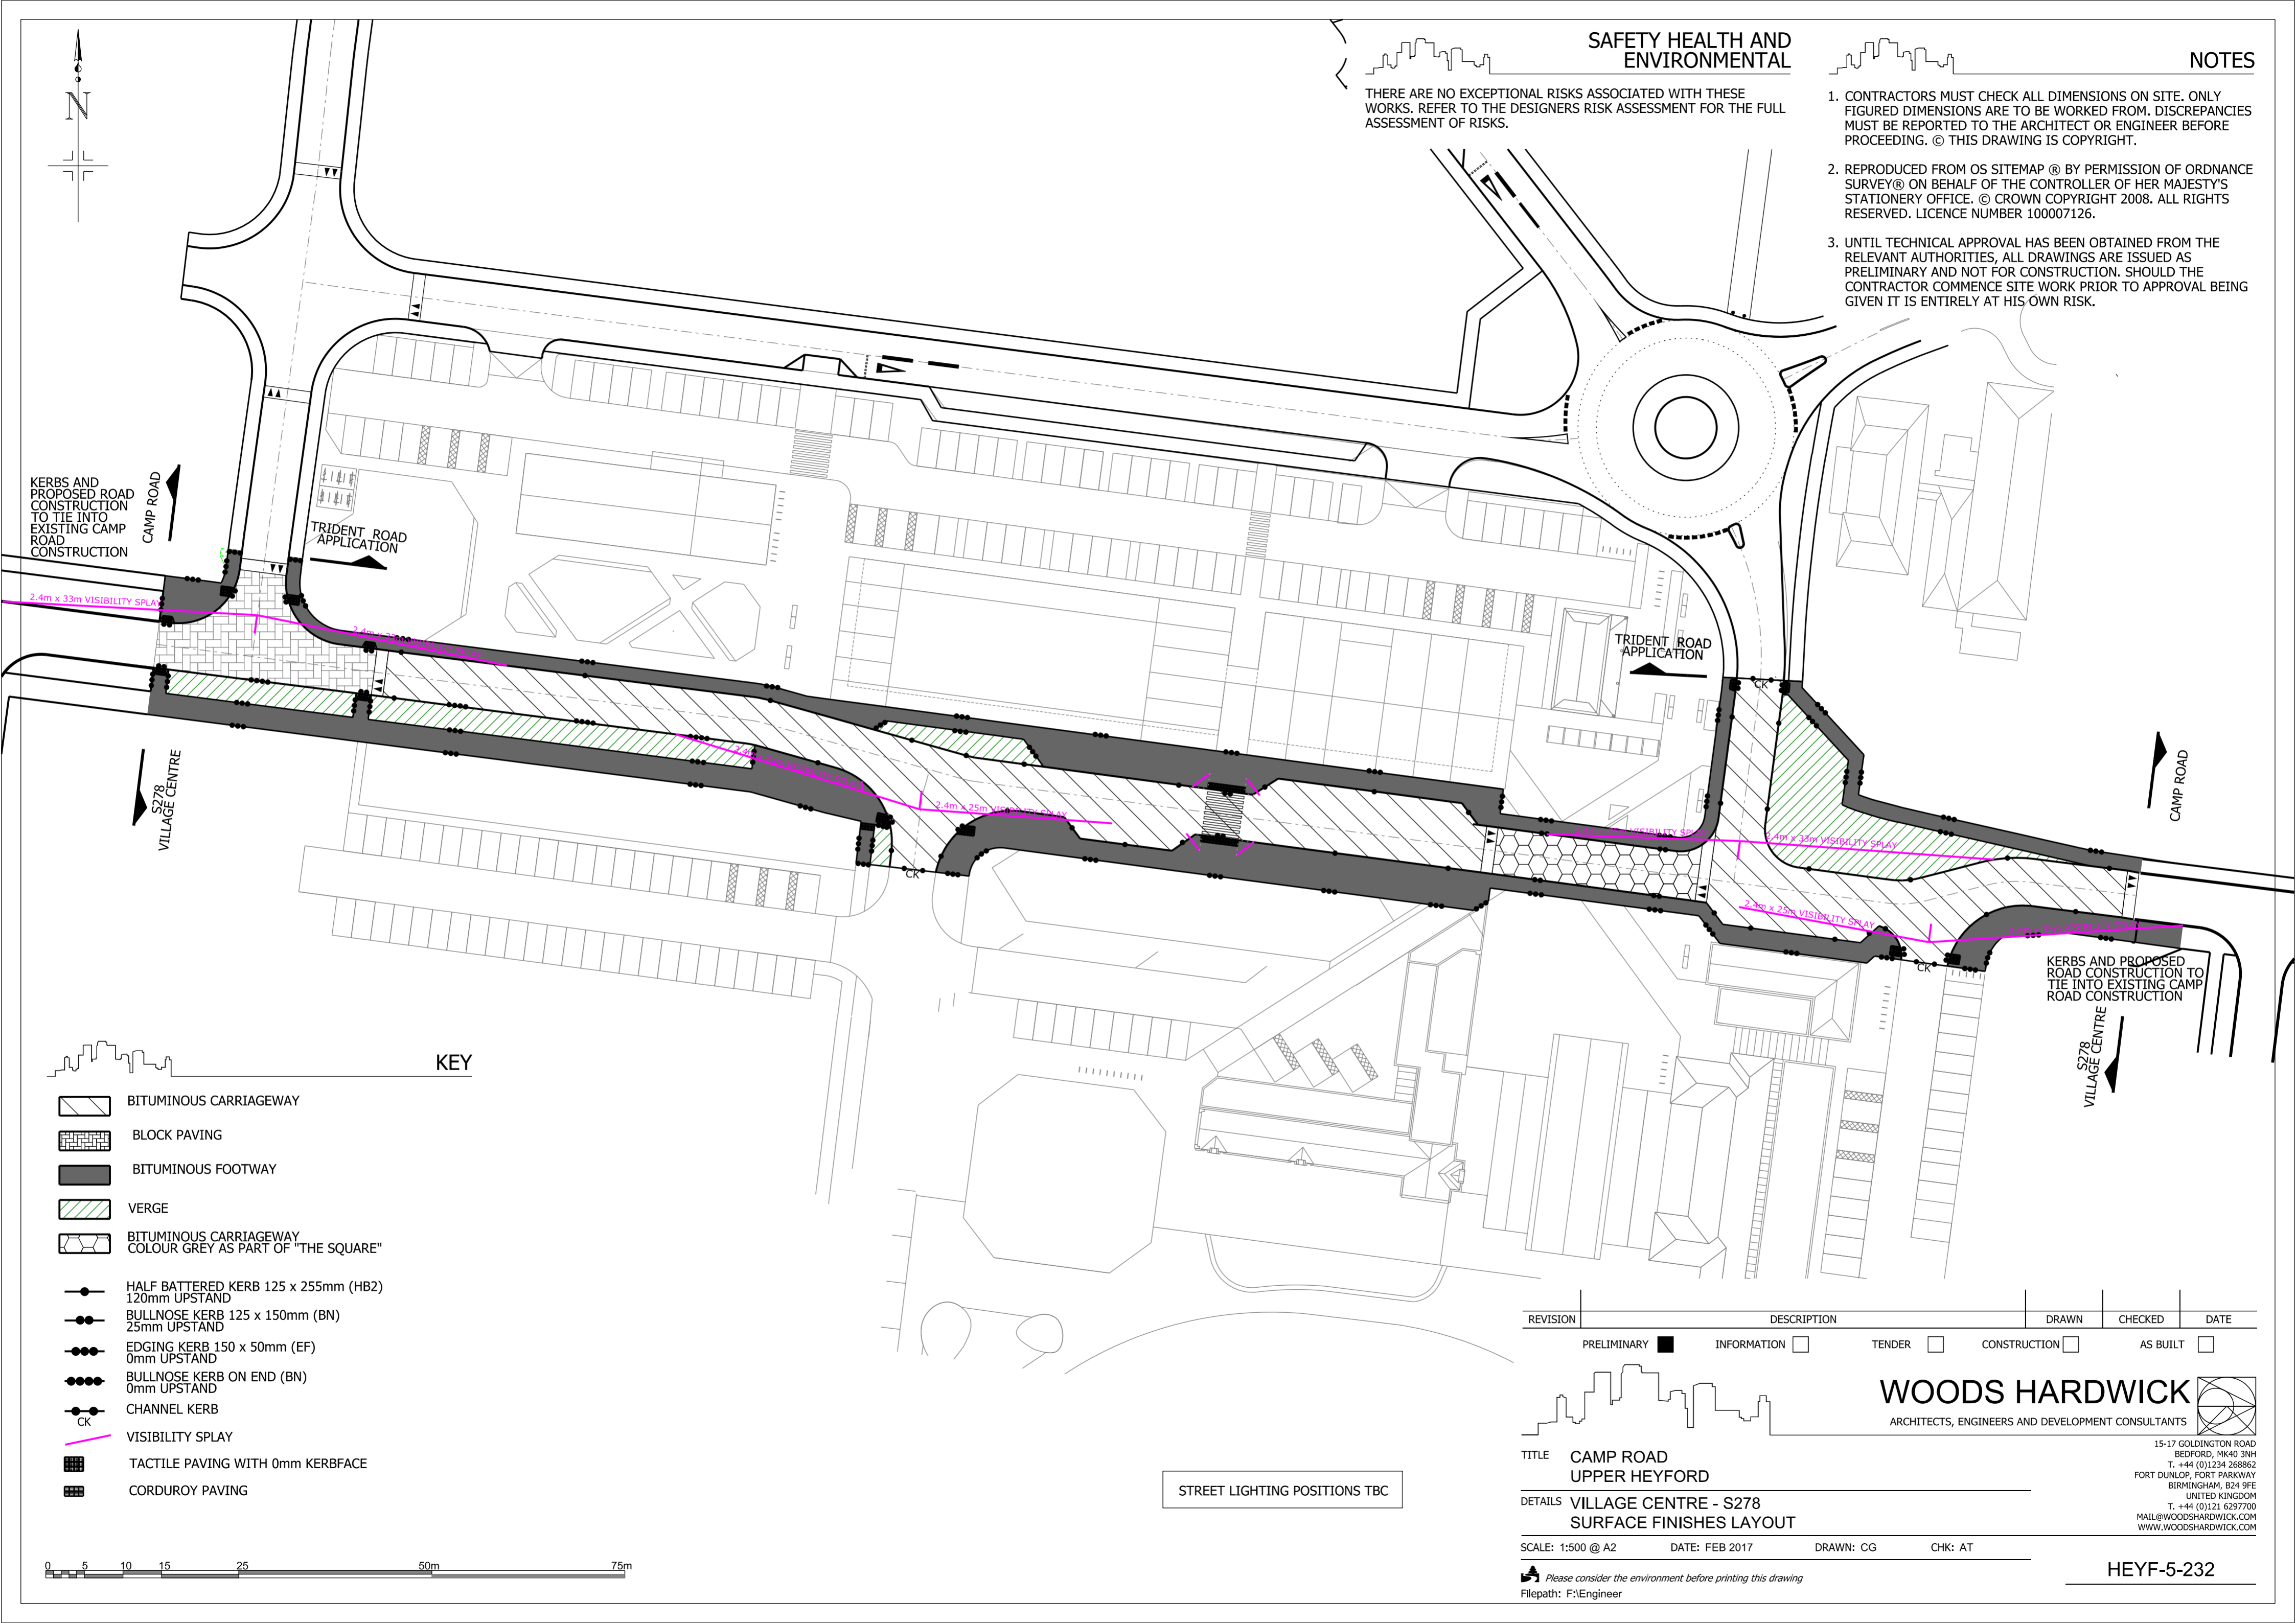 N
SAFETY HEALTH AND
ENVIRONMENTAL
THERE ARE NO EXCEPTIONAL RISKS ASSOCIATED WITH THESE
WORKS. REFER TO THE DESIGNERS RISK ASSESSMENT FOR THE FULL
ASSESSMENT OF RISKS.
NOTES
1. CONTRACTORS MUST CHECK ALL DIMENSIONS ON SITE. ONLY
FIGURED DIMENSIONS ARE TO BE WORKED FROM. DISCREPANCIES
MUST BE REPORTED TO THE ARCHITECT OR ENGINEER BEFORE
PROCEEDING. © THIS DRAWING IS COPYRIGHT.
2. REPRODUCED FROM OS SITEMAP ® BY PERMISSION OF ORDNANCE
SURVEY® ON BEHALF OF THE CONTROLLER OF HER MAJESTY'S
STATIONERY OFFICE. © CROWN COPYRIGHT 2008. ALL RIGHTS
RESERVED. LICENCE NUMBER 100007126.
3. UNTIL TECHNICAL APPROVAL HAS BEEN OBTAINED FROM THE
RELEVANT AUTHORITIES, ALL DRAWINGS ARE ISSUED AS
PRELIMINARY AND NOT FOR CONSTRUCTION. SHOULD THE
CONTRACTOR COMMENCE SITE WORK PRIOR TO APPROVAL BEING
GIVEN IT IS ENTIRELY AT HIS OWN RISK.
KERBS AND
PROPOSED ROAD
CONSTRUCTION
TO TIE INTO
EXISTING CAMP
ROAD
CONSTRUCTION
CAMP ROAD
TRIDENT ROAD
APPLICATION
2.4m x 33m VISIBILITY SPLAY
TRIDENT ROAD
APPLICATION
CK
S278
VILLAGE CENTRE
2.4m x 25m VISIBILITY SPLAY
CK
VISIBILITY SPLAY
2.4m x 33m VISIBILITY SPLAY
2.4m x 25m VISIBILITY SPLAY
CK
CAMP ROAD
KERBS AND PROPOSED
ROAD CONSTRUCTION TO
TIE INTO EXISTING CAMP
ROAD CONSTRUCTION
S278
VILLAGE CENTRE
KEY
BITUMINOUS CARRIAGEWAY
BLOCK PAVING
BITUMINOUS FOOTWAY
VERGE
BITUMINOUS CARRIAGEWAY
COLOUR GREY AS PART OF "THE SQUARE"
HALF BATTERED KERB 125 x 255mm (HB2)
120mm UPSTAND
BULLNOSE KERB 125 x 150mm (BN)
25mm UPSTAND
EDGING KERB 150 x 50mm (EF)
0mm UPSTAND
BULLNOSE KERB ON END (BN)
0mm UPSTAND
CHANNEL KERB
CK
VISIBILITY SPLAY
TACTILE PAVING WITH 0mm KERBFACE
CORDUROY PAVING
0 5 10 15 25 50m 75m
STREET LIGHTING POSITIONS TBC
REVISION DESCRIPTION DRAWN CHECKED DATE
PRELIMINARY INFORMATION TENDER CONSTRUCTION AS BUILT
WOODS HARDWICK
ARCHITECTS, ENGINEERS AND DEVELOPMENT CONSULTANTS
15-17 GOLDINGTON ROAD
BEDFORD, MK40 3NH
T. +44 (0)1234 268862
FORT DUNLOP, FORT PARKWAY
BIRMINGHAM, B24 9FE
UNITED KINGDOM
T. +44 (0)121 6297700
MAIL@WOODSHARDWICK.COM
WWW.WOODSHARDWICK.COM
TITLE CAMP ROAD
UPPER HEYFORD
DETAILS VILLAGE CENTRE - S278
SURFACE FINISHES LAYOUT
SCALE: 1:500 @ A2 DATE: FEB 2017 DRAWN: CG CHK: AT
Please consider the environment before printing this drawing
Filepath: F:\Engineer
HEYF-5-232